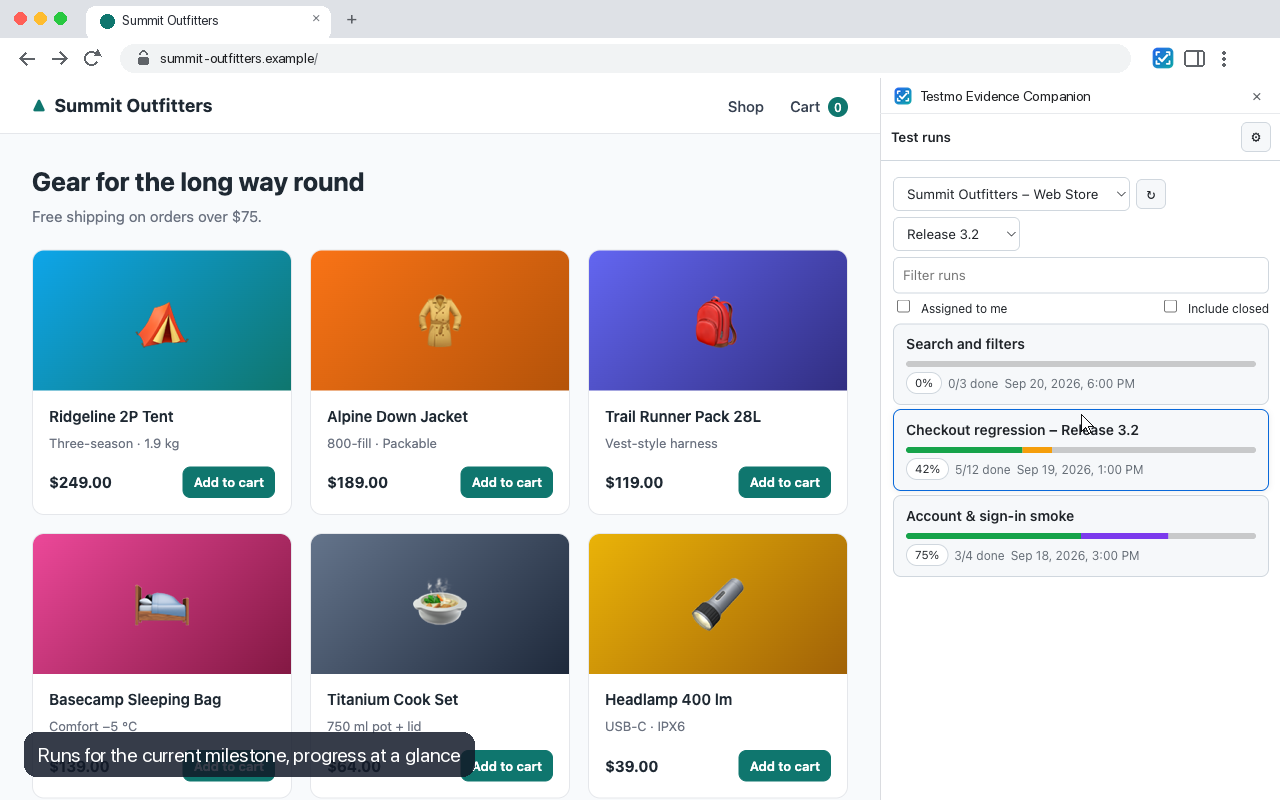 Summit Outfitters
summit-outfitters.example/
Summit Outfitters
Shop
Cart 0
Gear for the long way round
Free shipping on orders over $75.
Ridgeline 2P Tent
Three-season · 1.9 kg
$249.00
Add to cart
Alpine Down Jacket
800-fill · Packable
$189.00
Add to cart
Trail Runner Pack 28L
Vest-style harness
$119.00
Add to cart
Basecamp Sleeping Bag
Comfort −5 °C
$139.00
Add to cart
Titanium Cook Set
750 ml pot + lid
$64.00
Add to cart
Headlamp 400 lm
USB-C · IPX6
$39.00
Add to cart
Runs for the current milestone, progress at a glance
Testmo Evidence Companion
Test runs
Summit Outfitters – Web Store
Release 3.2
Filter runs
Assigned to me
Include closed
Search and filters
0% 0/3 done Sep 20, 2026, 6:00 PM
Checkout regression – Release 3.2
42% 5/12 done Sep 19, 2026, 1:00 PM
Account & sign-in smoke
75% 3/4 done Sep 18, 2026, 3:00 PM